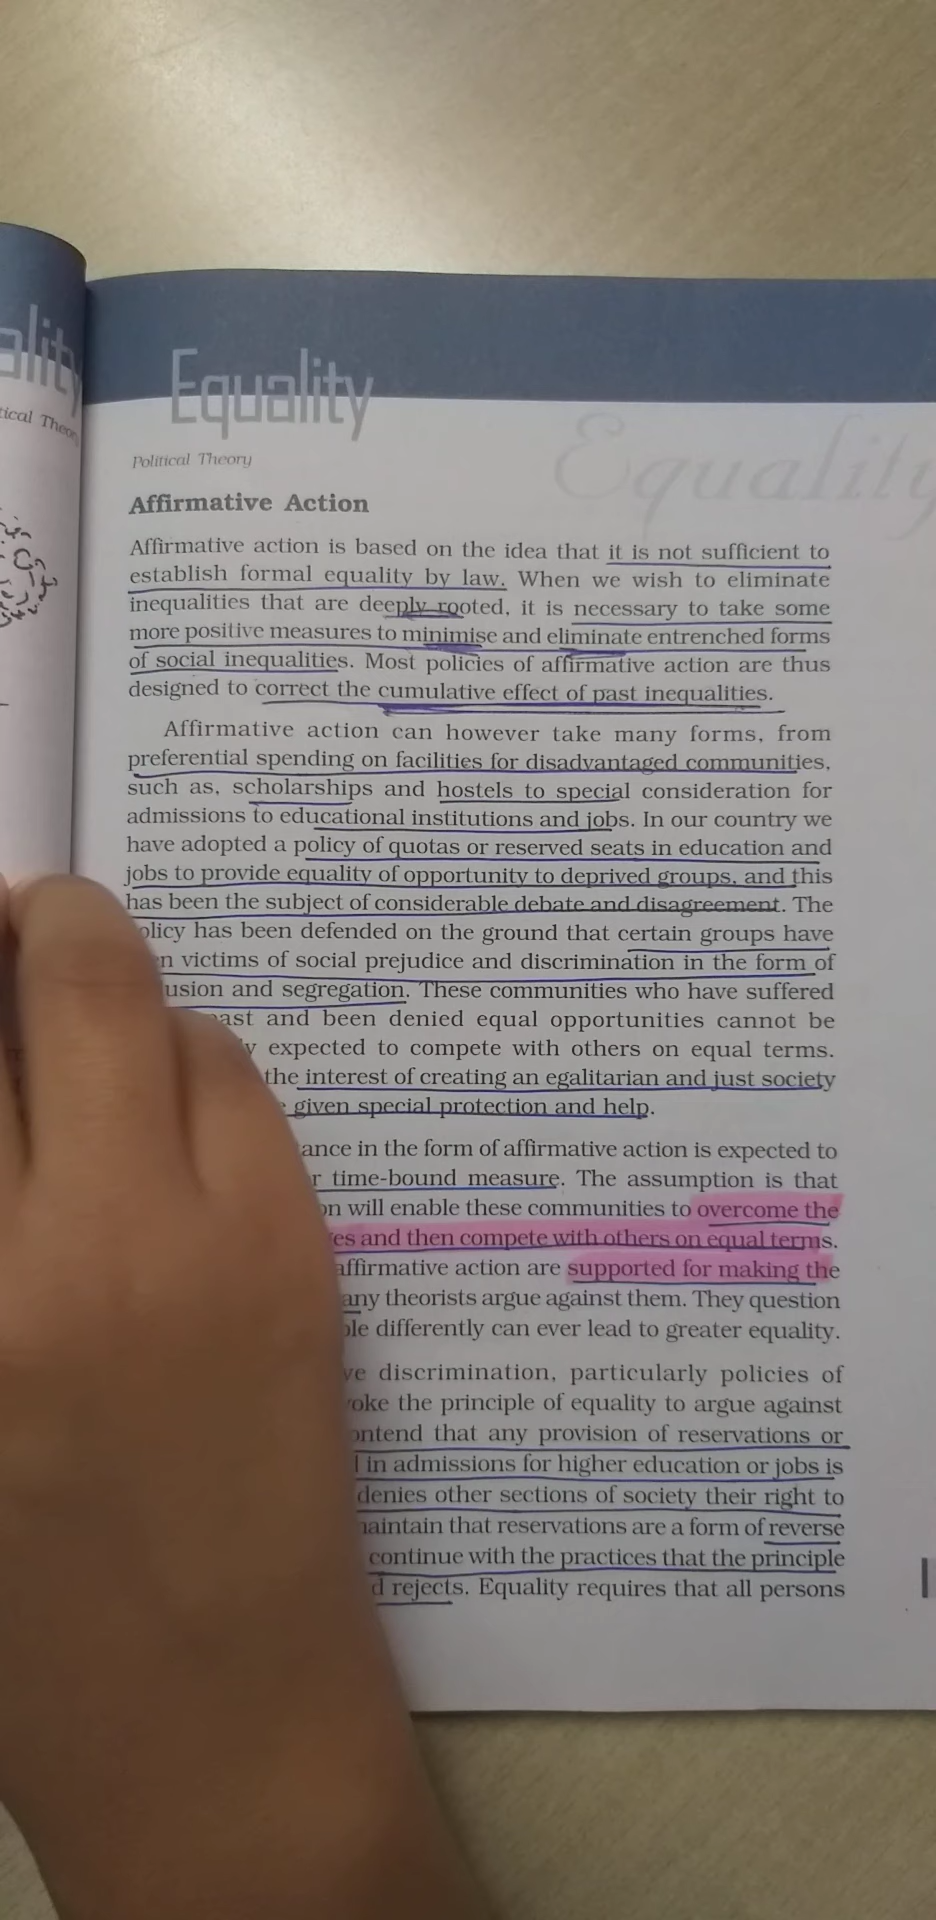 ality
tical Theor
Equality
Equality
Political Theory
Affirmative Action
Affirmative action is based on the idea that it is not sufficient to
establish formal equality by law. When we wish to eliminate
inequalities that are deeply rooted, it is necessary to take some
more positive measures to minimise and eliminate entrenched forms
of social inequalities. Most policies of affirmative action are thus
designed to correct the cumulative effect of past inequalities.
Affirmative action can however take many forms, from
preferential spending on facilities for disadvantaged communities,
such as, scholarships and hostels to special consideration for
admissions to educational institutions and jobs. In our country we
have adopted a policy of quotas or reserved seats in education and
jobs to provide equality of opportunity to deprived groups, and this
has been the subject of considerable debate and disagreement. The
olicy has been defended on the ground that certain groups have
n victims of social prejudice and discrimination in the form of
usion and segregation. These communities who have suffered
ast and been denied equal opportunities cannot be
y expected to compete with others on equal terms.
the interest of creating an egalitarian and just society
given special protection and help.
ance in the form of affirmative action is expected to
r time-bound measure. The assumption is that
on will enable these communities to overcome the
es and then compete with others on equal terms.
affirmative action are supported for making the
any theorists argue against them. They question
ple differently can ever lead to greater equality.
ve discrimination, particularly policies of
voke the principle of equality to argue against
ontend that any provision of reservations or
in admissions for higher education or jobs is
denies other sections of society their right to
aintain that reservations are a form of reverse
continue with the practices that the principle
d rejects. Equality requires that all persons